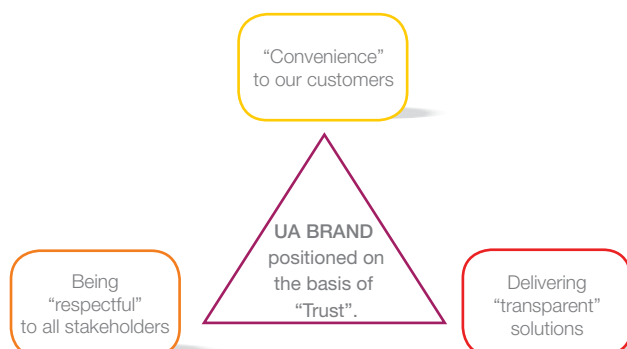 “Convenience”
to our customers
UA BRAND
positioned on
the basis of
“Trust”.
Being
“respectful”
to all stakeholders
Delivering
“transparent”
solutions